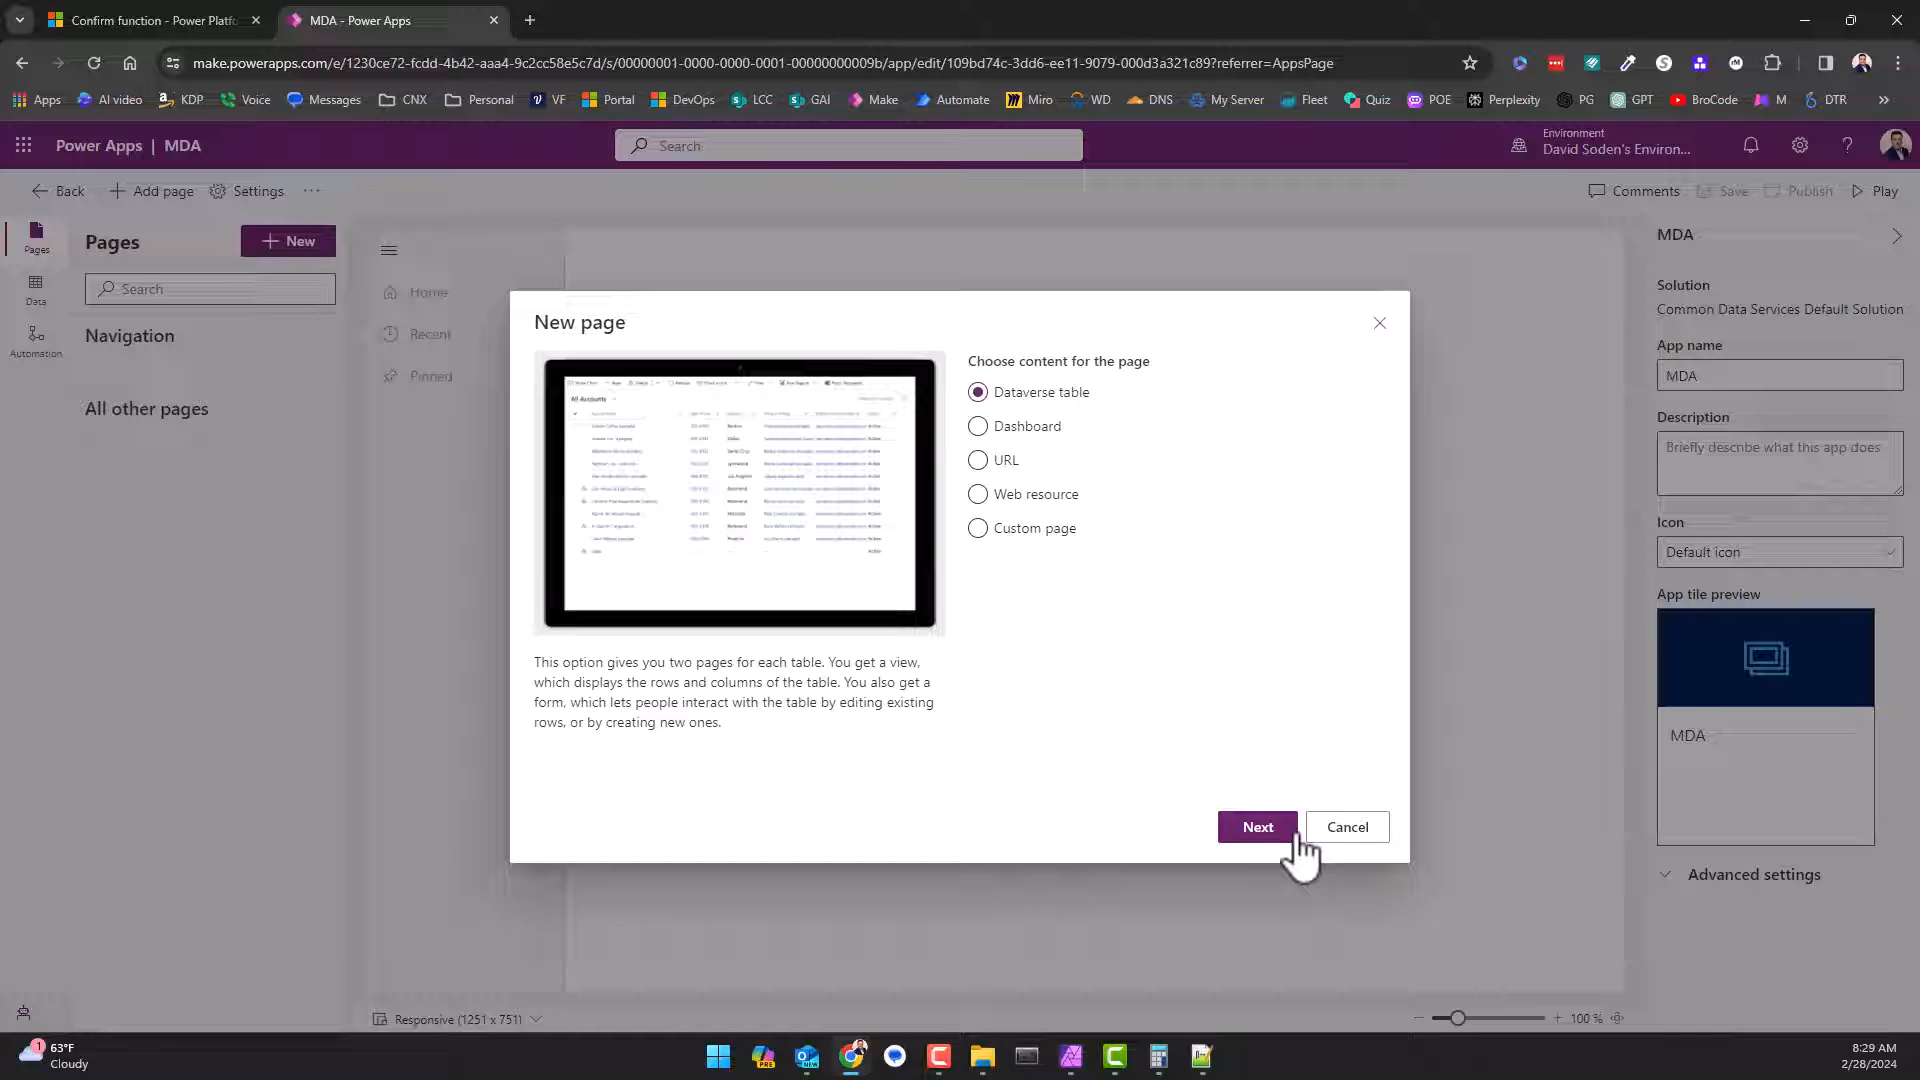 Confirm function - Power Platfo
MDA - Power Apps
make.powerapps.com/e/1230ce72-fcdd-4b42-aaa4-9c2cc58e5c7d/s/00000001-0000-0000-0001-00000000009b/app/edit/109bd74c-3dd6-ee11-9079-000d3a321c89?referrer=AppsPage
Apps AI video KDP Voice Messages CNX Personal VF Portal DevOps LCC GAI Make Automate Miro WD DNS My Server Fleet Quiz POE Perplexity PG GPT BroCode M DTR
Power Apps | MDA
Search
Environment
David Soden's Environ...
Back Add page Settings ...
Comments Save Publish Play
Pages
Data
Automation
Pages
New
Search
Navigation
All other pages
Home
Recent
Pinned
New page
All Accounts
Choose content for the page
Dataverse table
Dashboard
URL
Web resource
Custom page
This option gives you two pages for each table. You get a view,
which displays the rows and columns of the table. You also get a
form, which lets people interact with the table by editing existing
rows, or by creating new ones.
Next Cancel
MDA
Solution
Common Data Services Default Solution
App name
MDA
Description
Briefly describe what this app does
Icon
Default icon
App tile preview
MDA
Advanced settings
Responsive (1251 x 751)
100 %
1
63°F
Cloudy
PRE
NEW
8:29 AM
2/28/2024